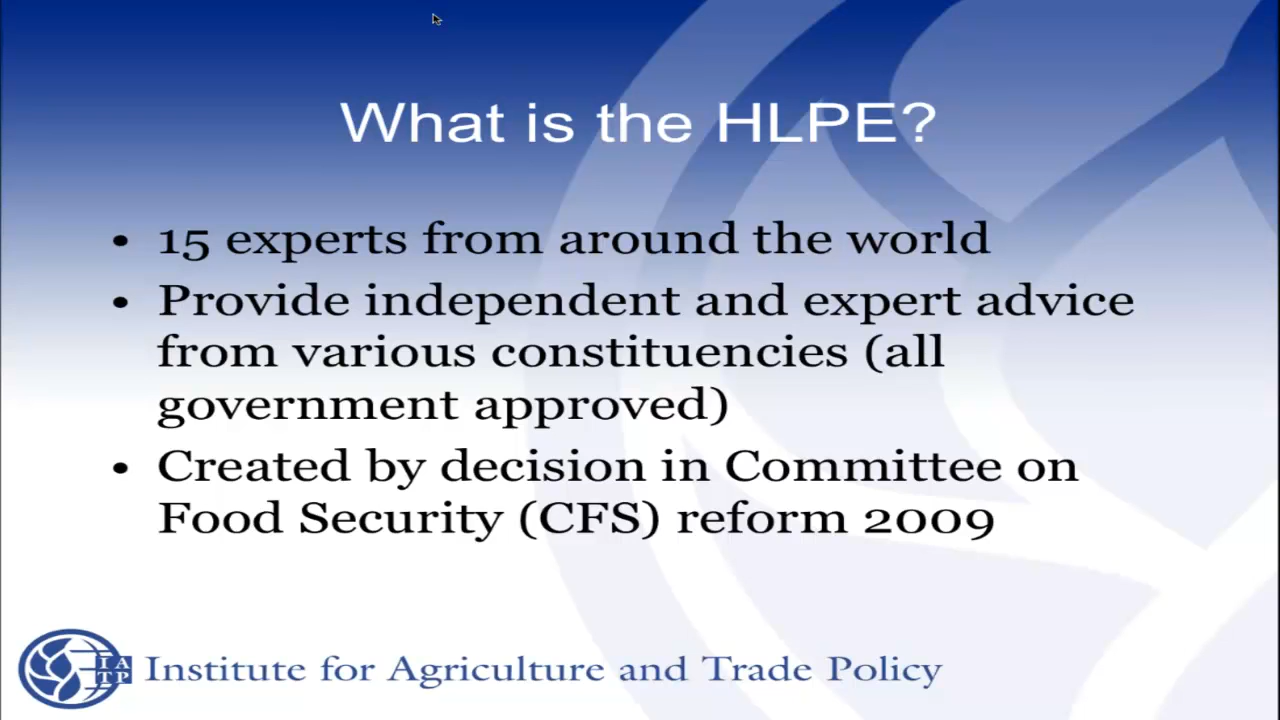 What is the HLPE?
• 15 experts from around the world
• Provide independent and expert advice
from various constituencies (all
government approved)
• Created by decision in Committee on
Food Security (CFS) reform 2009
IA
TP
Institute for Agriculture and Trade Policy